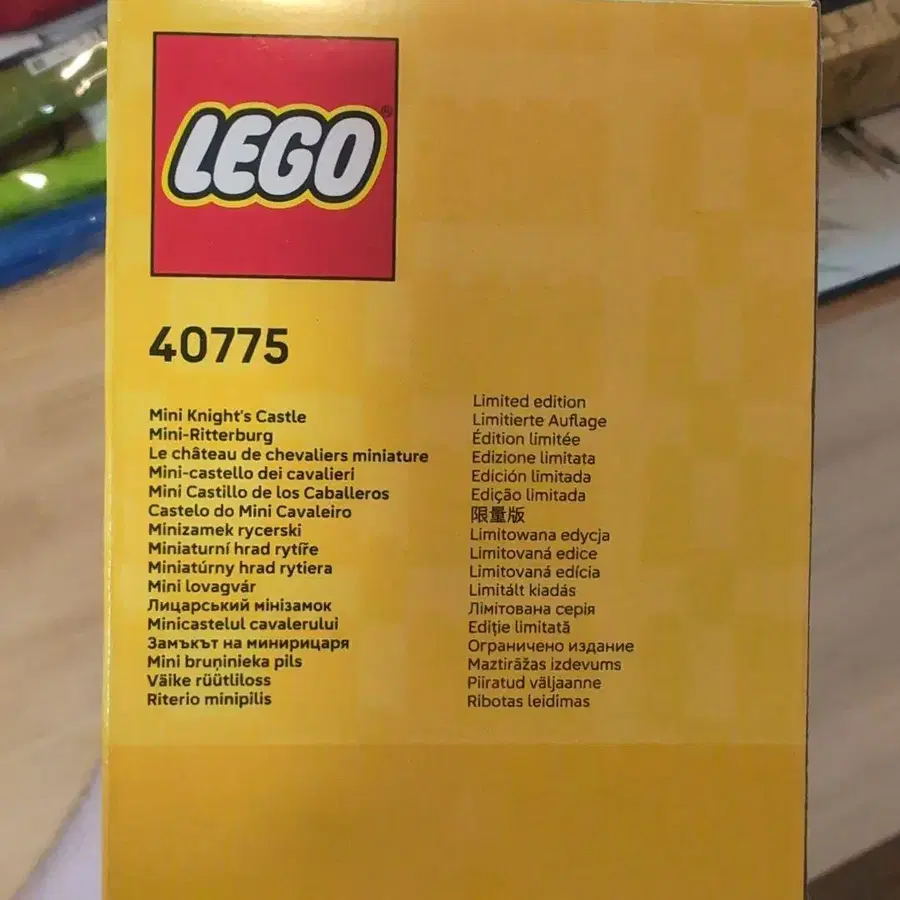 LEGO®
40775
Mini Knight's Castle
Mini-Ritterburg
Le château de chevaliers miniature
Mini-castello dei cavalieri
Mini Castillo de los Caballeros
Castelo do Mini Cavaleiro
Minizamek rycerski
Miniaturní hrad rytíře
Miniatúrny hrad rytiera
Mini lovagvár
Лицарський мінізамок
Minicastelul cavalerului
Замъкът на минирицаря
Mini bruņinieka pils
Väike rüütliloss
Riterio minipilis
Limited edition
Limitierte Auflage
Édition limitée
Edizione limitata
Edición limitada
Edição limitada
限量版
Limitowana edycja
Limitovaná edice
Limitovaná edícia
Limitált kiadás
Лімітована серія
Ediție limitată
Ограничено издание
Maztirāžas izdevums
Piiratud väljaanne
Ribotas leidimas